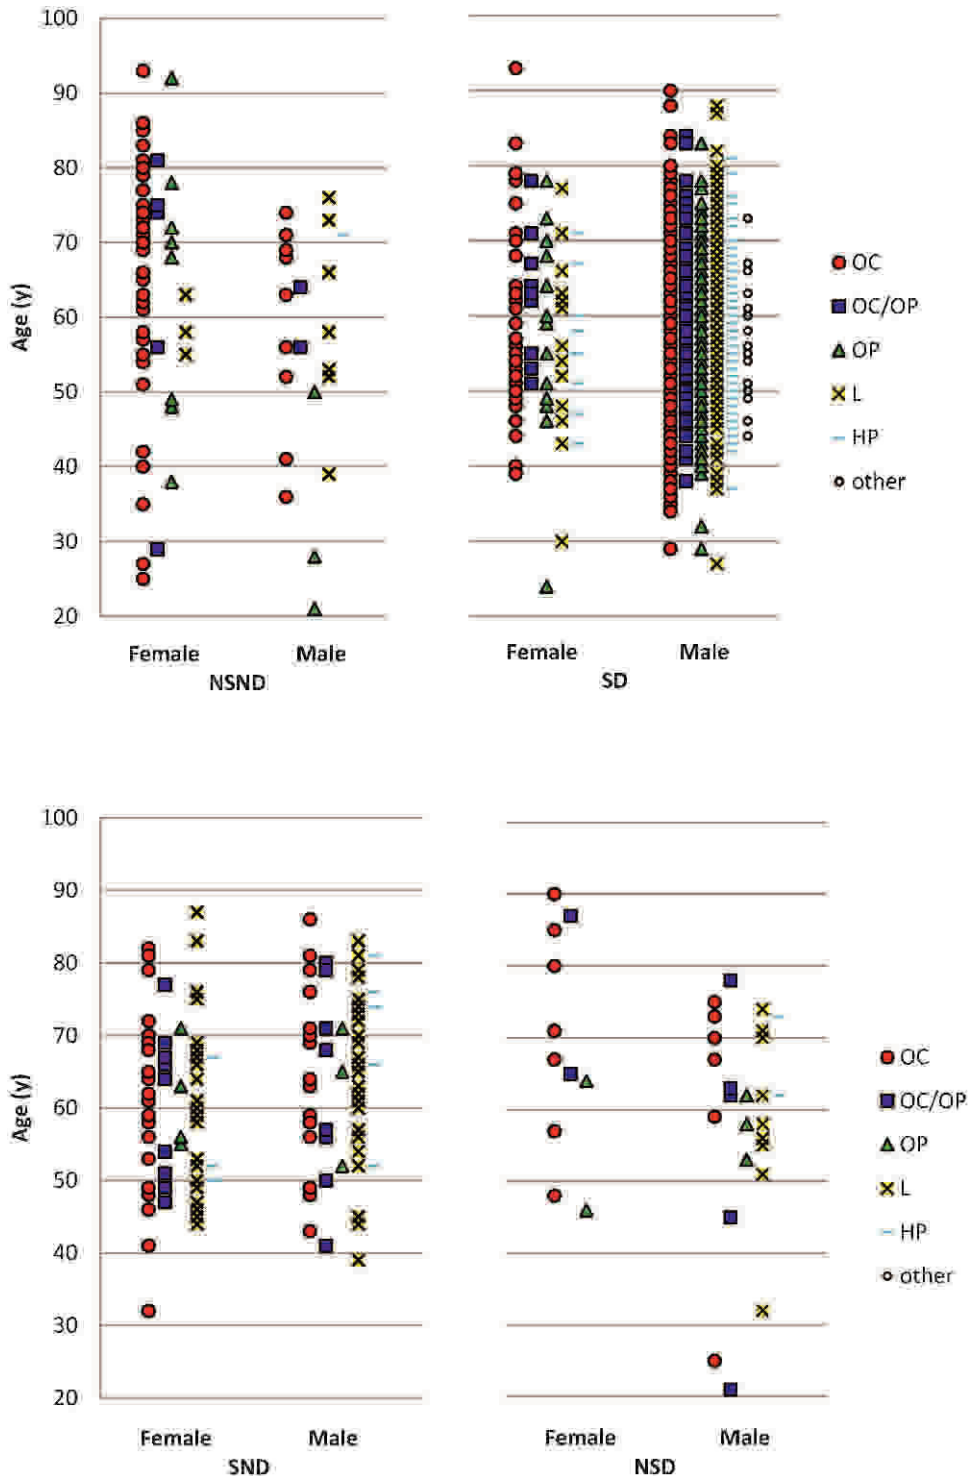 100
90
80
70
60
50
40
30
20
Age (y)
Female
Male
NSND
Female
Male
SD
OC
OC/OP
OP
L
HP
other
100
90
80
70
60
50
40
30
20
Age (y)
Female
Male
SND
Female
Male
NSD
OC
OC/OP
OP
L
HP
other